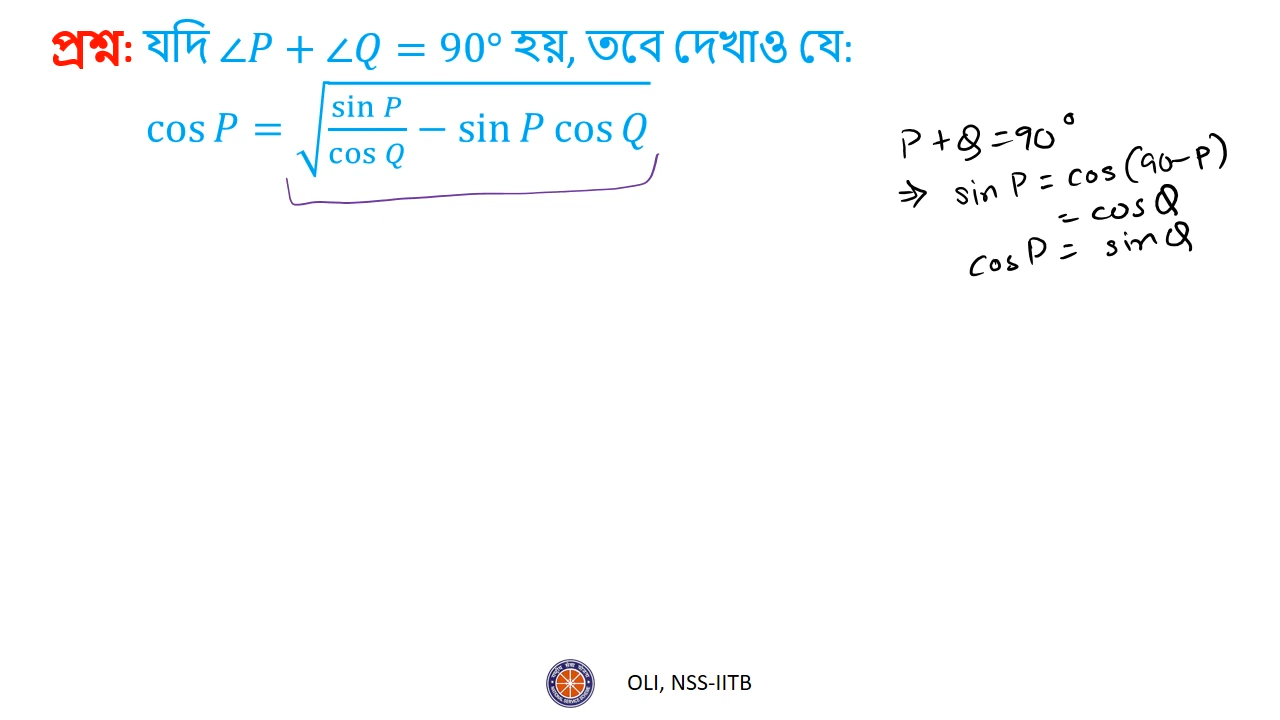 প্রশ্ন: যদি ∠P + ∠Q = 90° হয়, তবে দেখাও যে:
cos P = √(sin P / cos Q − sin P cos Q)
P + Q = 90°
⇒ sin P = cos (90 − P)
= cos Q
cos P = sin Q
OLI, NSS-IITB